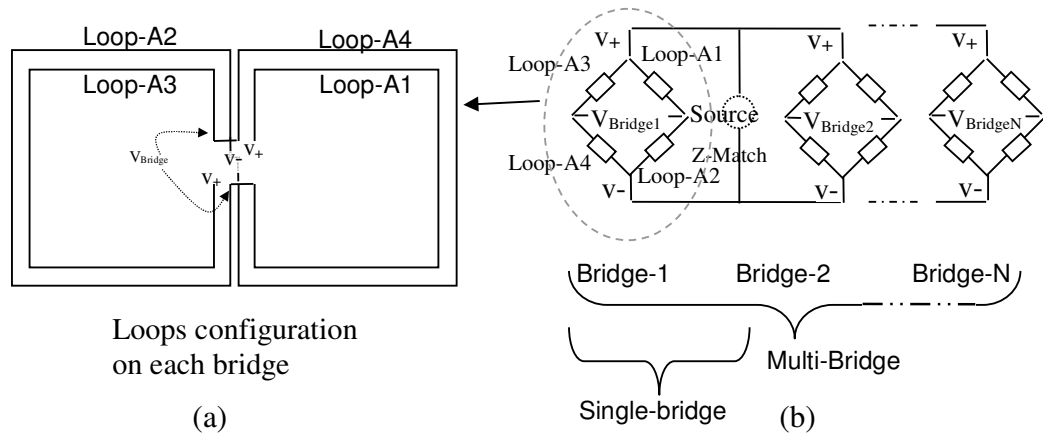 Loop-A2
Loop-A4
Loop-A3
Loop-A1
VBridge
V-
V+
V+
Loops configuration
on each bridge
(a)
V+
V+
V+
Loop-A3
Loop-A1
VBridge1
Source
VBridge2
VBridgeN
Loop-A4
Z-Match
Loop-A2
V-
V-
V-
Bridge-1
Bridge-2
Bridge-N
Multi-Bridge
Single-bridge
(b)